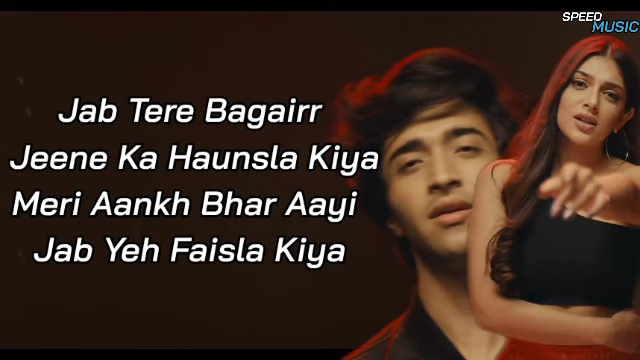 SPEED
MUSIC
Jab Tere Bagairr
Jeene Ka Haunsla Kiya
Meri Aankh Bhar Aayi
Jab Yeh Faisla Kiya